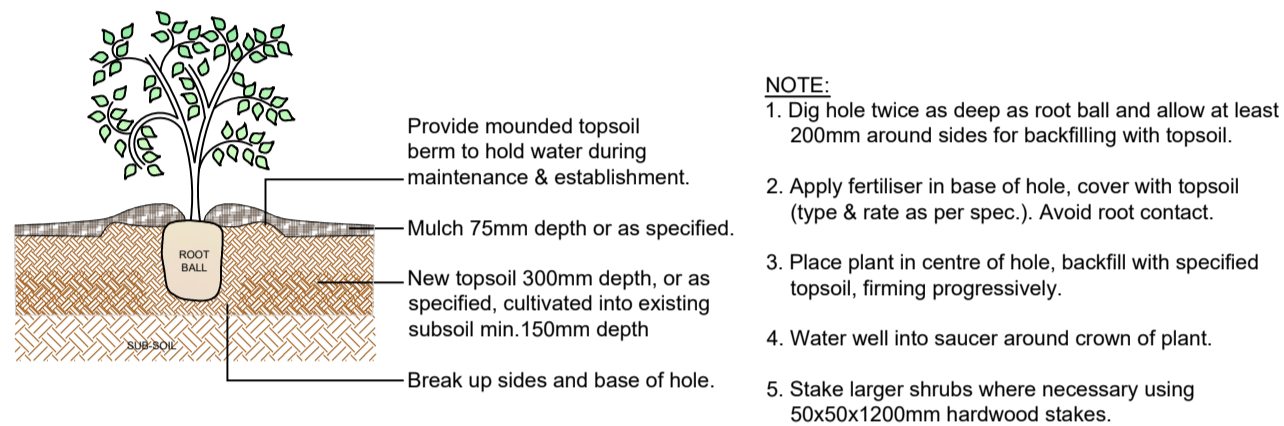 Provide mounded topsoil
berm to hold water during
maintenance & establishment.
Mulch 75mm depth or as specified.
New topsoil 300mm depth, or as
specified, cultivated into existing
subsoil min.150mm depth
Break up sides and base of hole.
ROOT
BALL
SUB-SOIL
NOTE:
1. Dig hole twice as deep as root ball and allow at least
200mm around sides for backfilling with topsoil.
2. Apply fertiliser in base of hole, cover with topsoil
(type & rate as per spec.). Avoid root contact.
3. Place plant in centre of hole, backfill with specified
topsoil, firming progressively.
4. Water well into saucer around crown of plant.
5. Stake larger shrubs where necessary using
50x50x1200mm hardwood stakes.